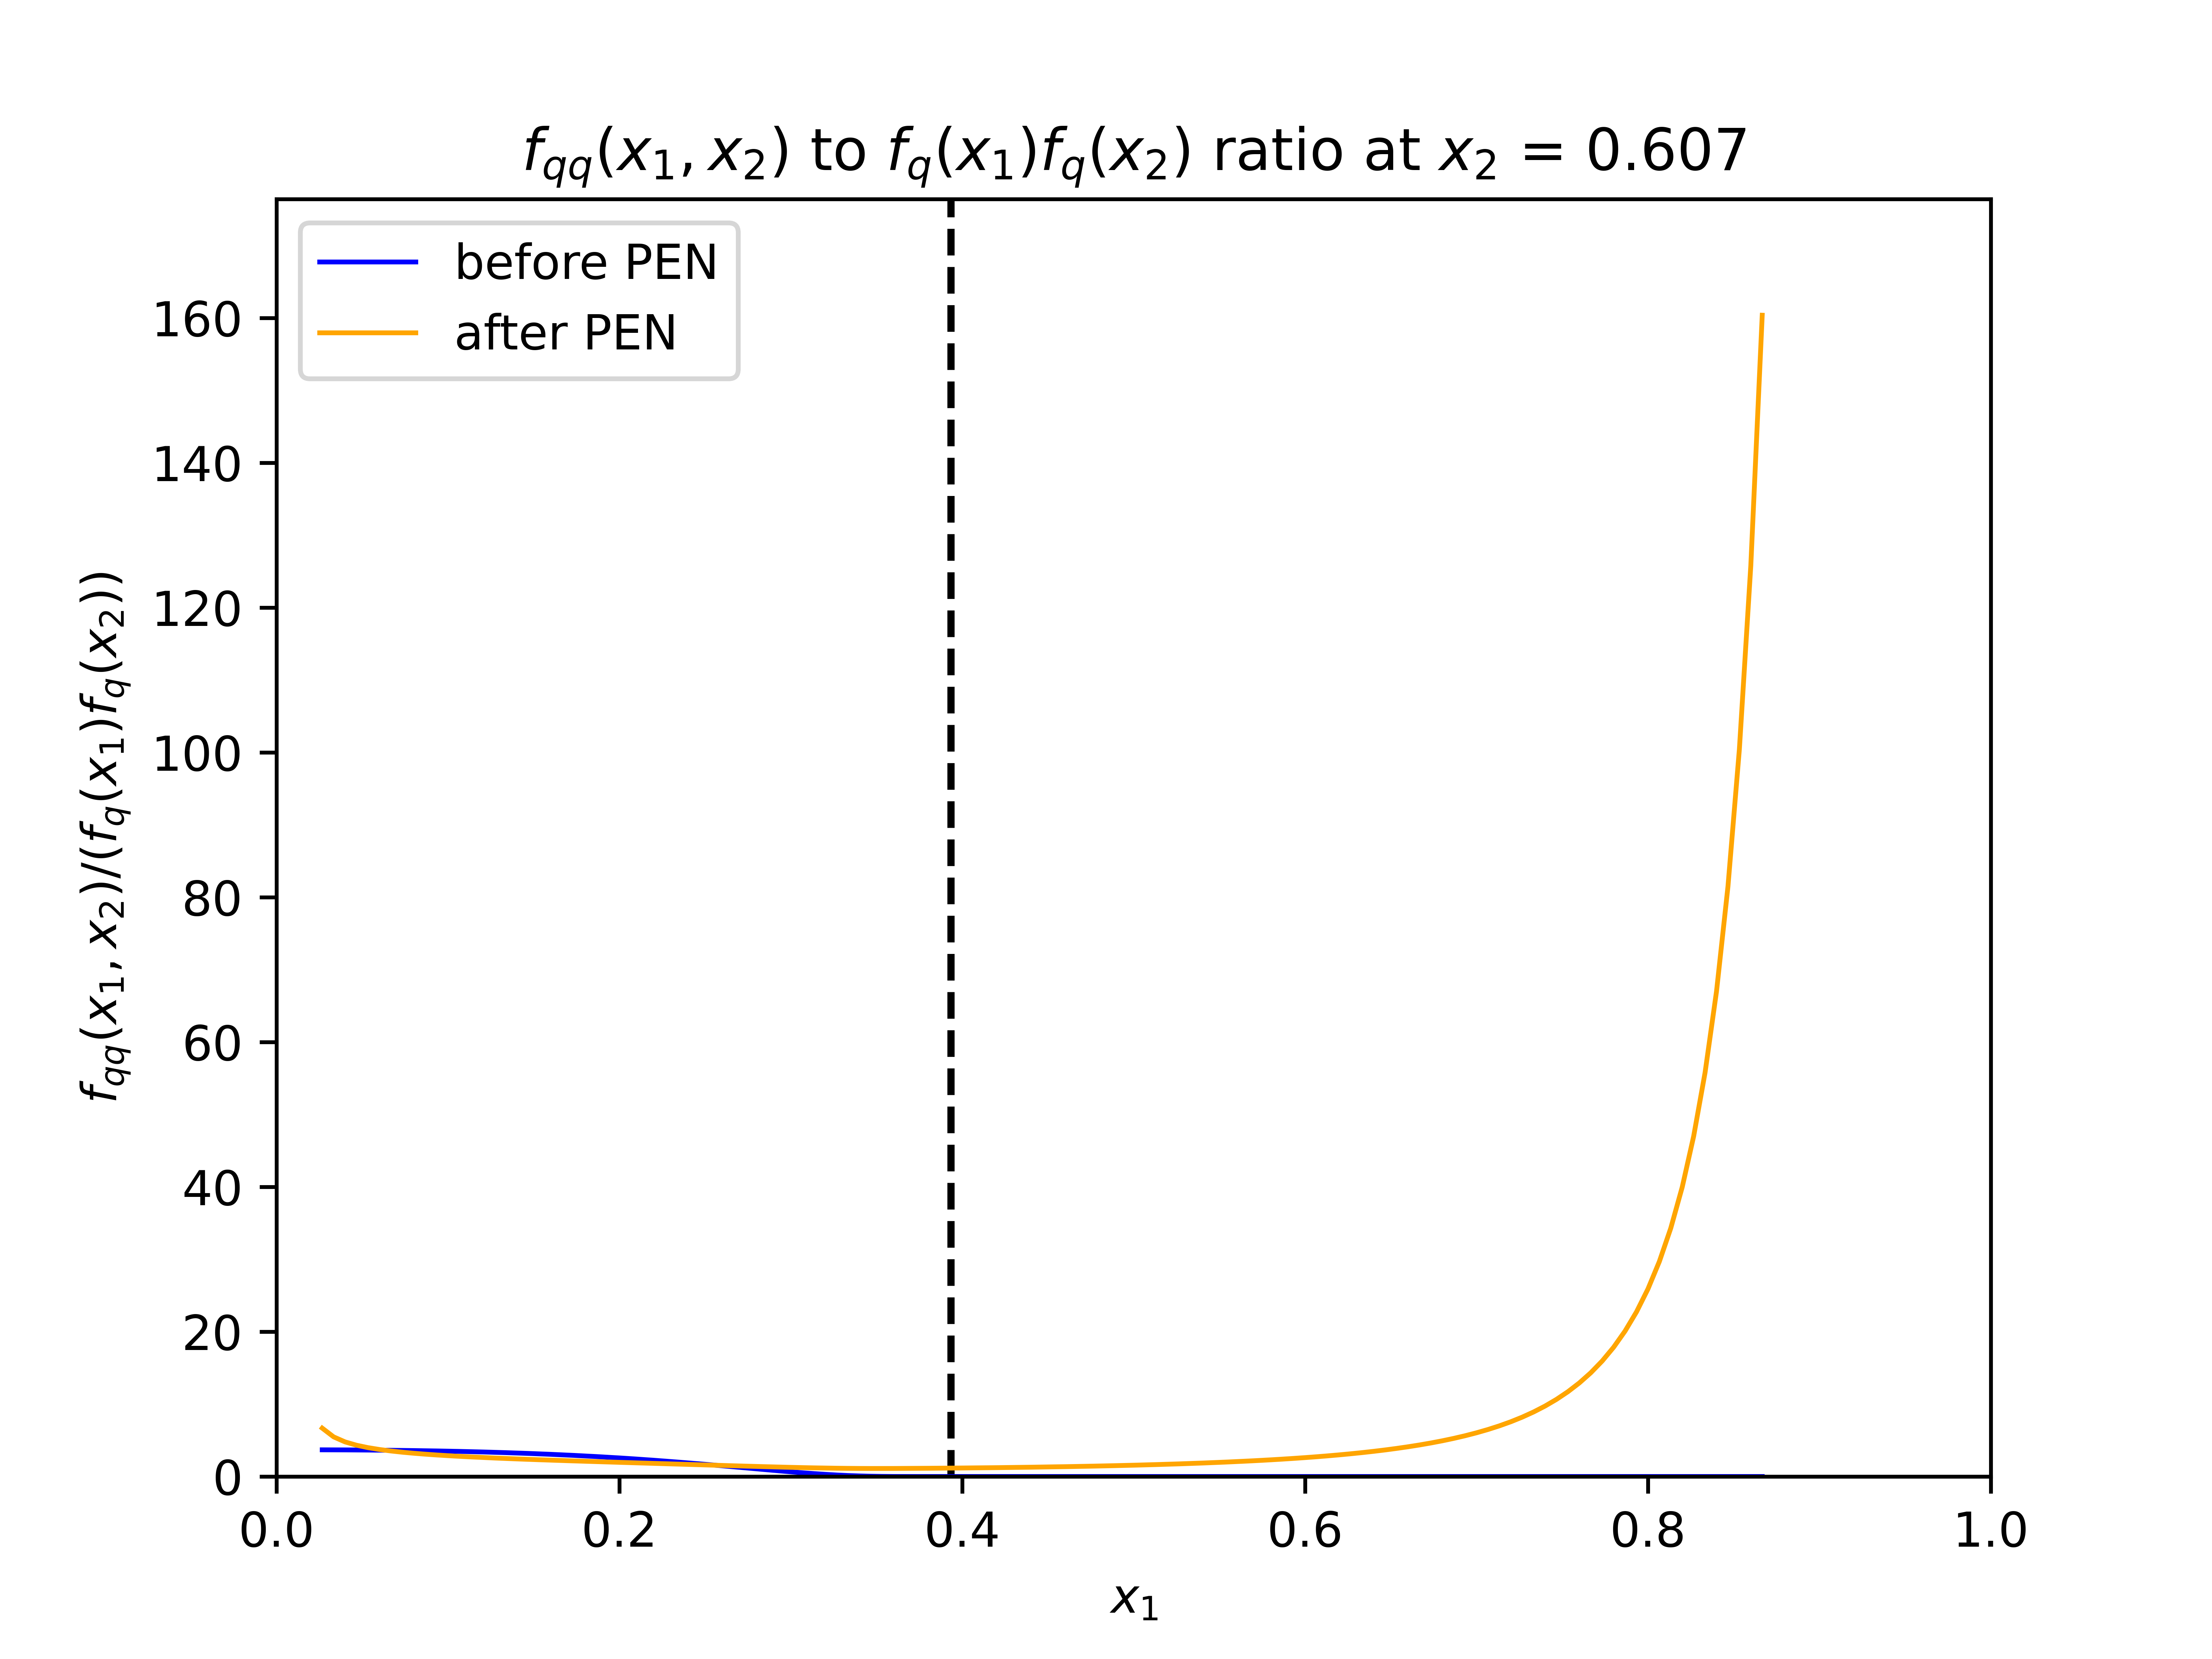 f_qq(x_1, x_2) to f_q(x_1)f_q(x_2) ratio at x_2 = 0.607
before PEN
after PEN
f_qq(x_1, x_2)/(f_q(x_1)f_q(x_2))
160
140
120
100
80
60
40
20
0
0.0 0.2 0.4 0.6 0.8 1.0
x_1